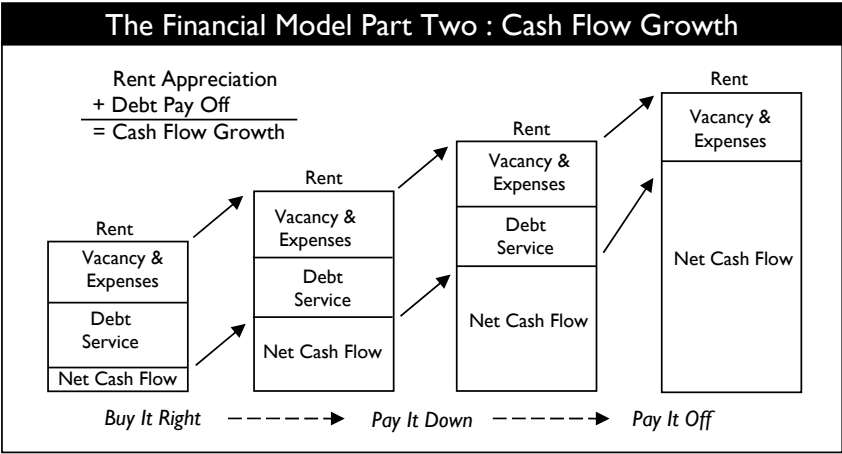 The Financial Model Part Two : Cash Flow Growth
Rent Appreciation
+ Debt Pay Off
= Cash Flow Growth
Rent
Vacancy &
Expenses
Debt
Service
Net Cash Flow
Rent
Vacancy &
Expenses
Debt
Service
Net Cash Flow
Rent
Vacancy &
Expenses
Debt
Service
Net Cash Flow
Rent
Vacancy &
Expenses
Net Cash Flow
Buy It Right
Pay It Down
Pay It Off